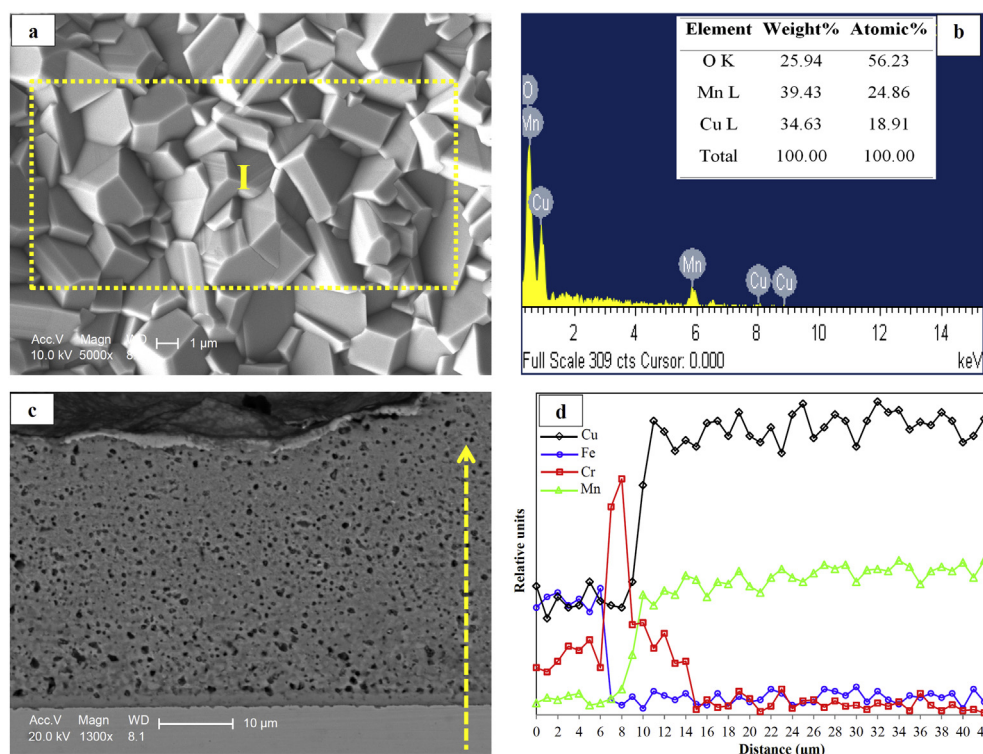 a
I
Acc.V Magn WD 1 µm
10.0 kV 5000x
b
Element Weight% Atomic%
O K 25.94 56.23
Mn L 39.43 24.86
Cu L 34.63 18.91
Total 100.00 100.00
O
Mn
Cu
Mn
Cu
Cu
2 4 6 8 10 12 14
Full Scale 309 cts Cursor: 0.000 keV
c
Acc.V Magn WD 10 µm
20.0 kV 1300x 8.1
d
Cu
Fe
Cr
Mn
Relative units
0 2 4 6 8 10 12 14 16 18 20 22 24 26 28 30 32 34 36 38 40
Distance (µm)